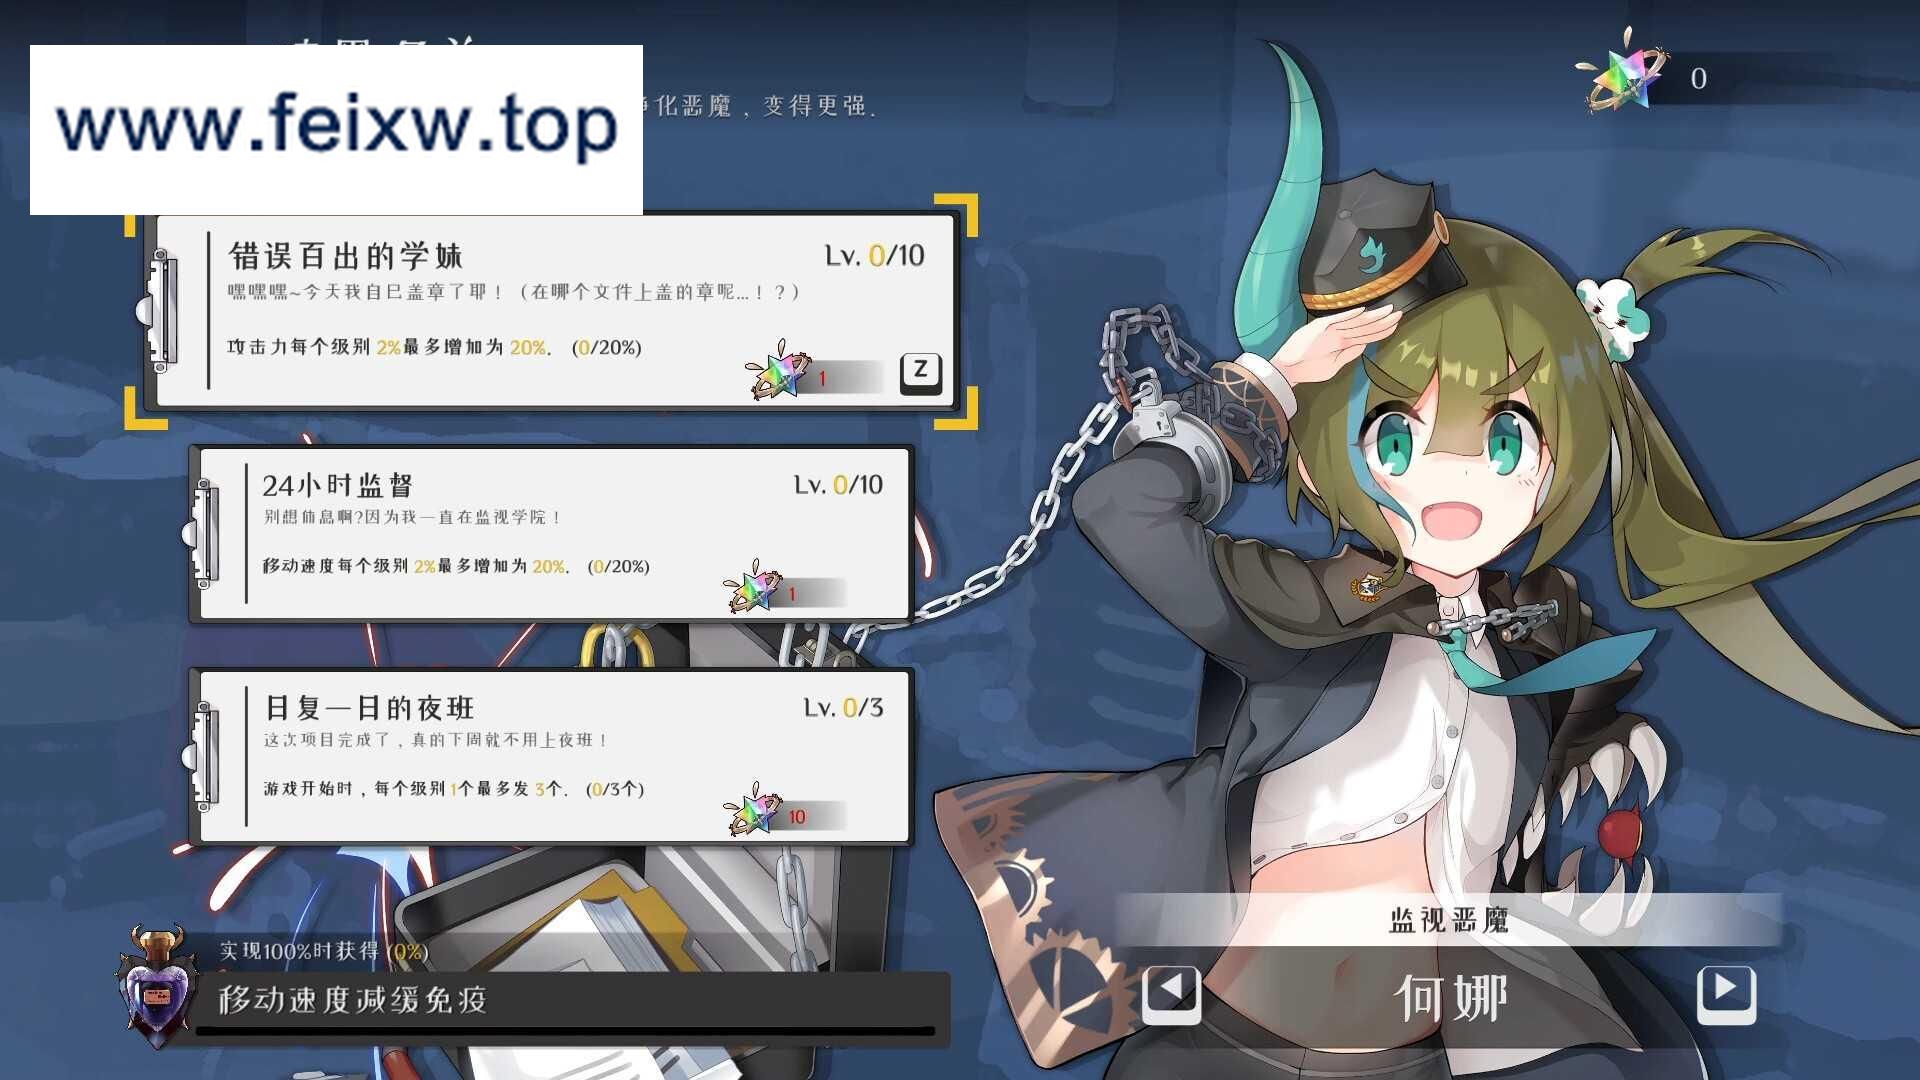 www.feixw.top
化恶魔，变得更强.
0
错误百出的学妹
Lv. 0/10
嘿嘿嘿~今天我自己盖章了耶！（在哪个文件上盖的章呢...！？）
攻击力每个级别 2%最多增加为 20%. (0/20%)
1
Z
24小时监督
Lv. 0/10
别想休息啊?因为我一直在监视学院！
移动速度每个级别 2%最多增加为 20%. (0/20%)
1
日复一日的夜班
Lv. 0/3
这次项目完成了，真的下周就不用上夜班！
游戏开始时，每个级别 1个最多发 3个. (0/3个)
10
监视恶魔
实现100%时获得 (0%)
移动速度减缓免疫
何娜